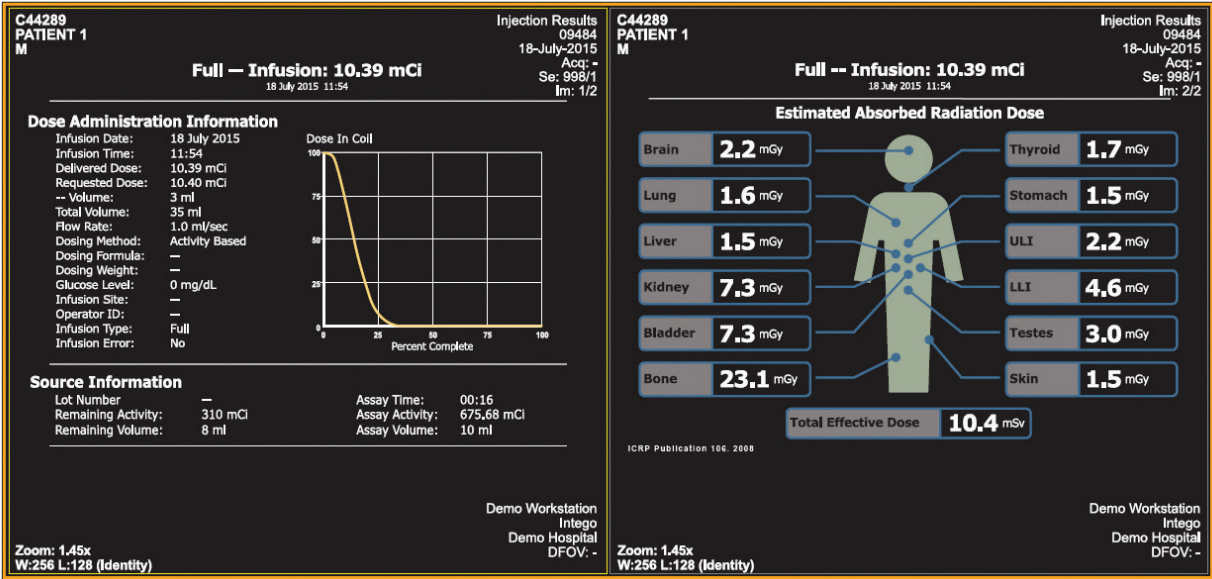 C44289
PATIENT 1
M
Injection Results
09484
18-July-2015
Acq: -
Se: 998/1
Im: 1/2
Full — Infusion: 10.39 mCi
18 July 2015 11:54
Dose Administration Information
Infusion Date: 18 July 2015
Infusion Time: 11:54
Delivered Dose: 10.39 mCi
Requested Dose: 10.40 mCi
-- Volume: 3 ml
Total Volume: 35 ml
Flow Rate: 1.0 ml/sec
Dosing Method: Activity Based
Dosing Formula: —
Dosing Weight: —
Glucose Level: 0 mg/dL
Infusion Site: —
Operator ID: —
Infusion Type: Full
Infusion Error: No
Dose In Coil
100
75
50
25
0
0 25 50 75 100
Percent Complete
Source Information
Lot Number —
Remaining Activity: 310 mCi
Remaining Volume: 8 ml
Assay Time: 00:16
Assay Activity: 675.68 mCi
Assay Volume: 10 ml
Demo Workstation
Intego
Demo Hospital
DFOV: -
Zoom: 1.45x
W:256 L:128 (Identity)
C44289
PATIENT 1
M
Injection Results
09484
18-July-2015
Acq: -
Se: 998/1
Im: 2/2
Full -- Infusion: 10.39 mCi
18 July 2015 11:54
Estimated Absorbed Radiation Dose
Brain 2.2 mGy
Lung 1.6 mGy
Liver 1.5 mGy
Kidney 7.3 mGy
Bladder 7.3 mGy
Bone 23.1 mGy
Thyroid 1.7 mGy
Stomach 1.5 mGy
ULI 2.2 mGy
LLI 4.6 mGy
Testes 3.0 mGy
Skin 1.5 mGy
Total Effective Dose 10.4 mSv
ICRP Publication 106. 2008
Demo Workstation
Intego
Demo Hospital
DFOV: -
Zoom: 1.45x
W:256 L:128 (Identity)